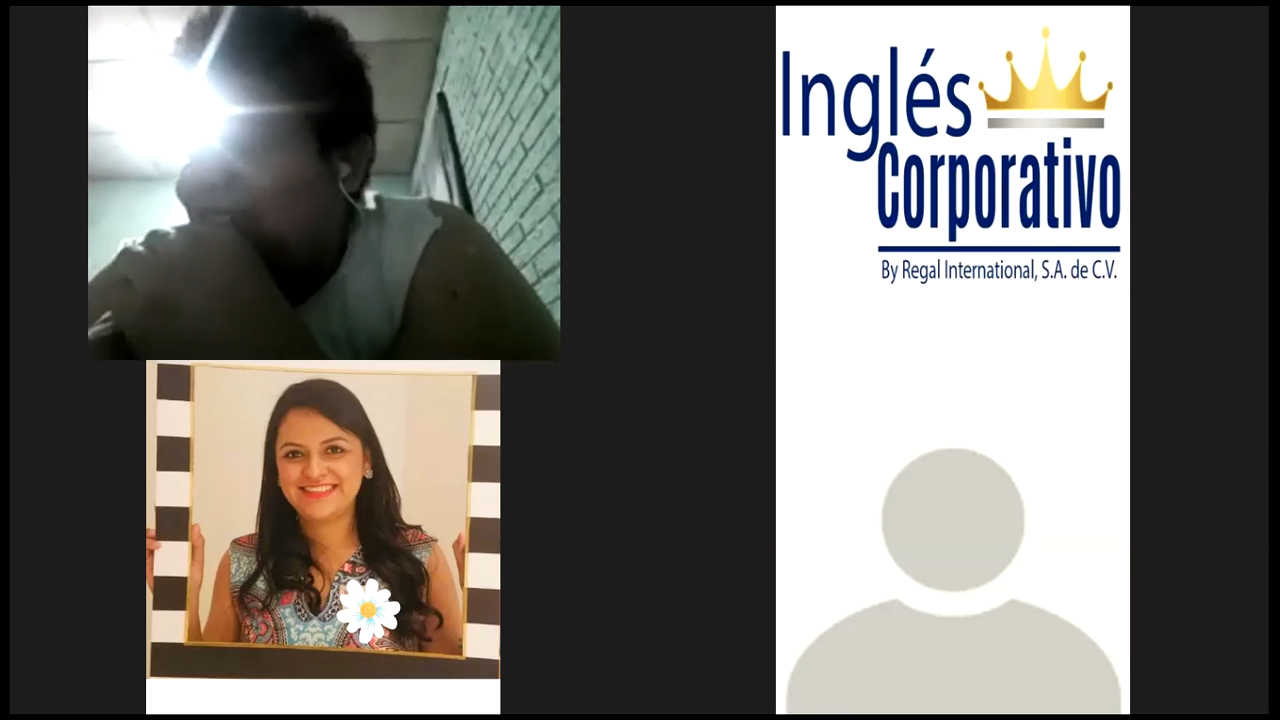 Inglés
Corporativo
By Regal International, S.A. de C.V.